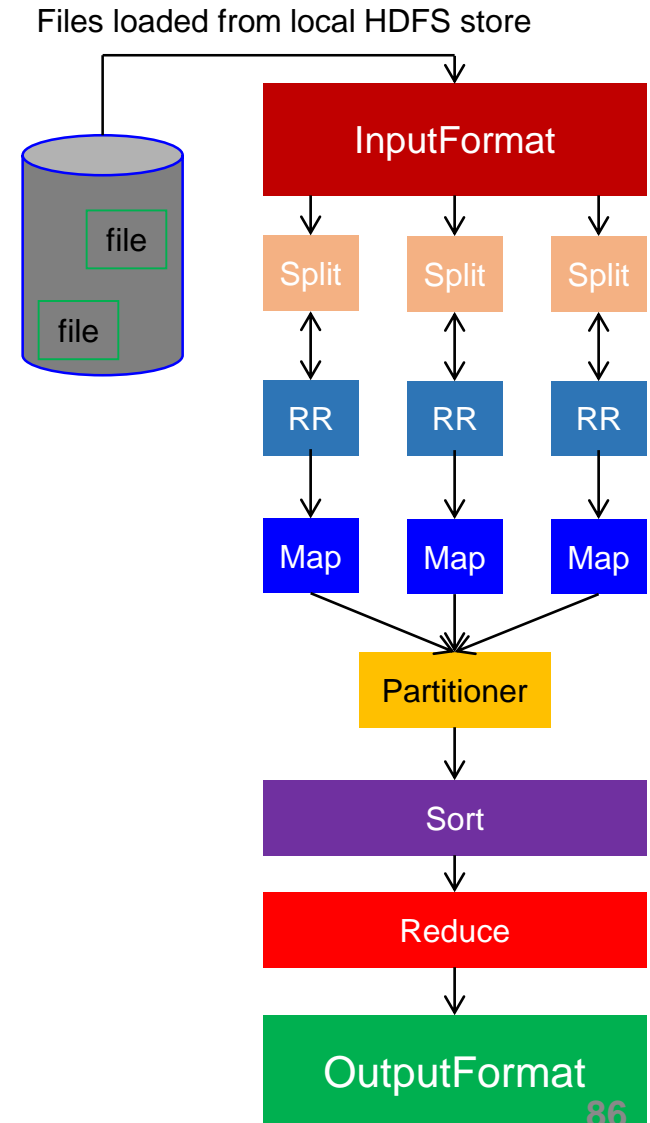 Files loaded from local HDFS store
InputFormat
file
file
Split Split Split
RR RR RR
Map Map Map
Partitioner
Sort
Reduce
OutputFormat
86